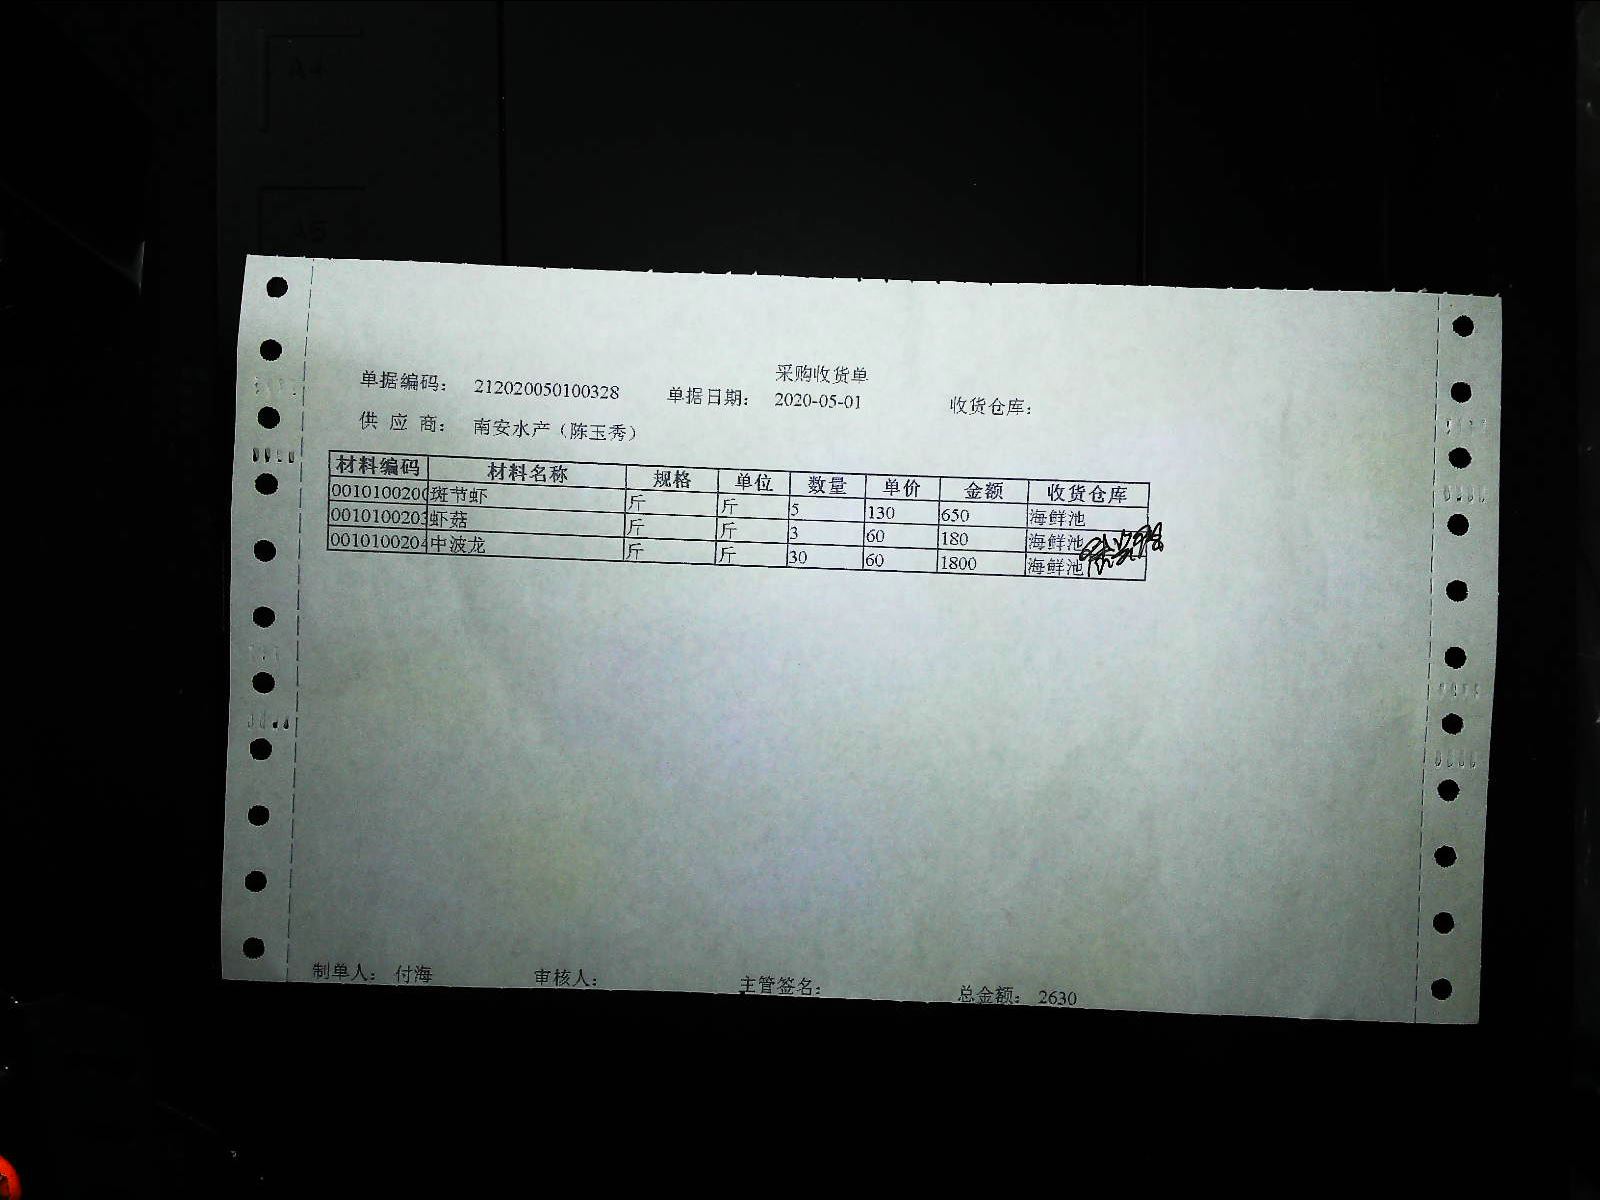 A4
A5
采购收货单
单据编码： 212020050100328 单据日期： 2020-05-01 收货仓库：
供 应 商： 南安水产（陈玉秀）
材料编码 材料名称 规格 单位 数量 单价 金额 收货仓库
0010100200 斑节虾 斤 斤 5 130 650 海鲜池
0010100203 虾菇 斤 斤 3 60 180 海鲜池
0010100204 中波龙 斤 斤 30 60 1800 海鲜池
制单人： 付海 审核人： 主管签名： 总金额： 2630